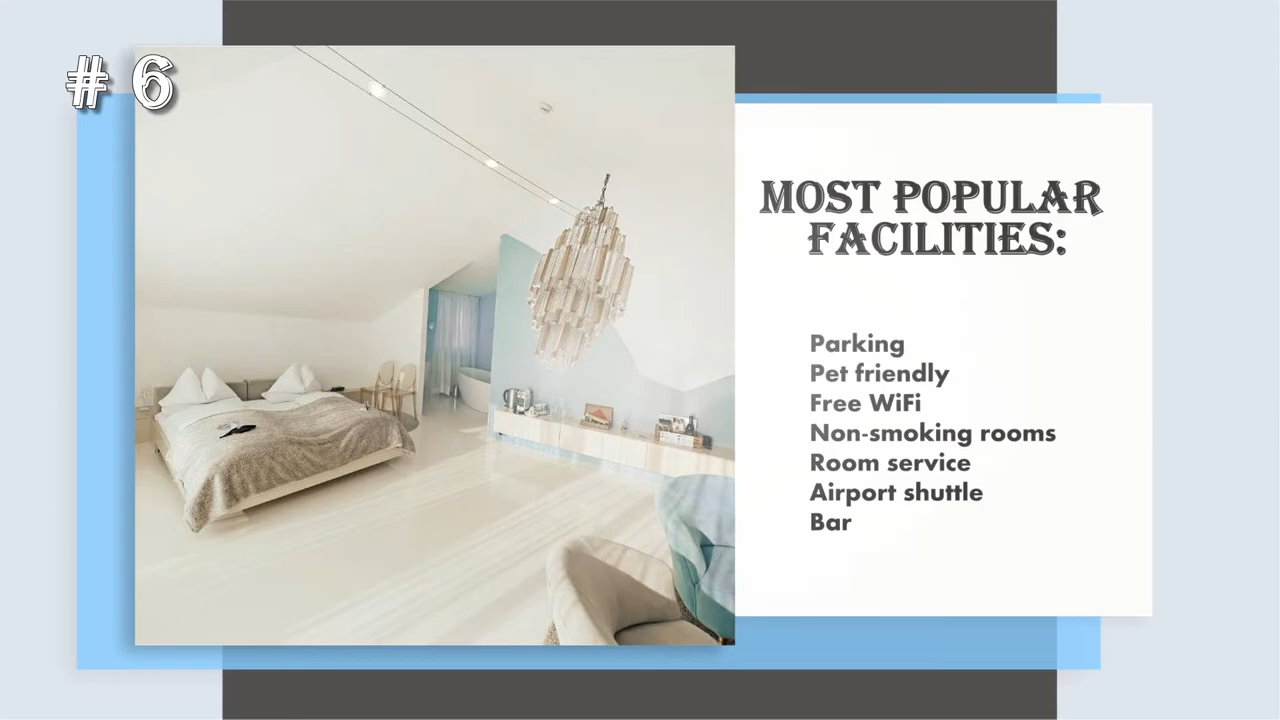 # 6
MOST POPULAR
FACILITIES:
Parking
Pet friendly
Free WiFi
Non-smoking rooms
Room service
Airport shuttle
Bar